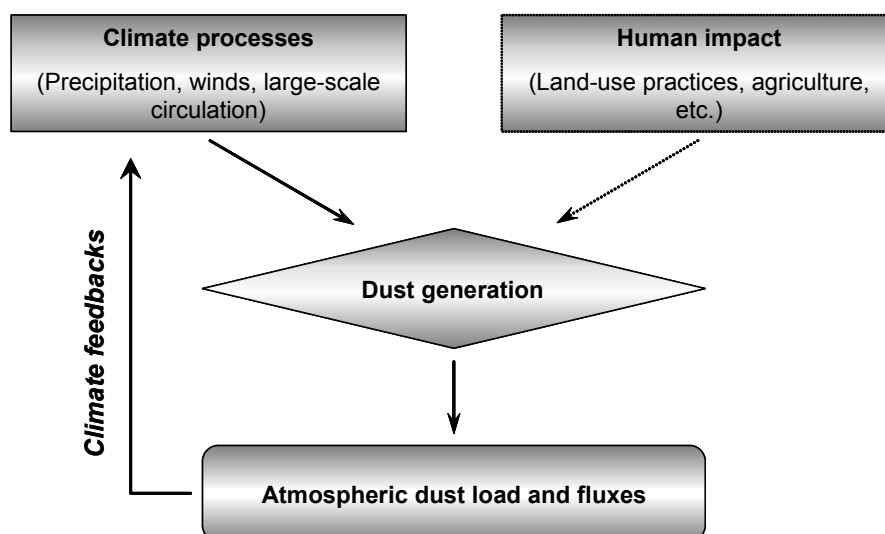 Climate processes
(Precipitation, winds, large-scale
circulation)
Human impact
(Land-use practices, agriculture,
etc.)
Climate feedbacks
Dust generation
Atmospheric dust load and fluxes